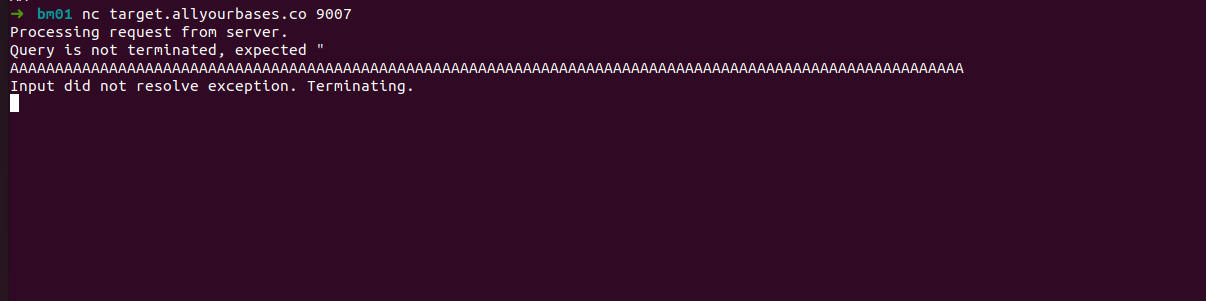 ➜ bm01 nc target.allyourbases.co 9007
Processing request from server.
Query is not terminated, expected "
AAAAAAAAAAAAAAAAAAAAAAAAAAAAAAAAAAAAAAAAAAAAAAAAAAAAAAAAAAAAAAAAAAAAAAAAAAAAAAAAAAAAAAAAAAAAAAAAAAAAAAAAAA
Input did not resolve exception. Terminating.